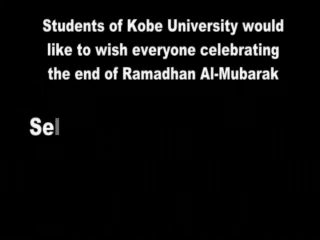 Students of Kobe University would
like to wish everyone celebrating
the end of Ramadhan Al-Mubarak
Sel